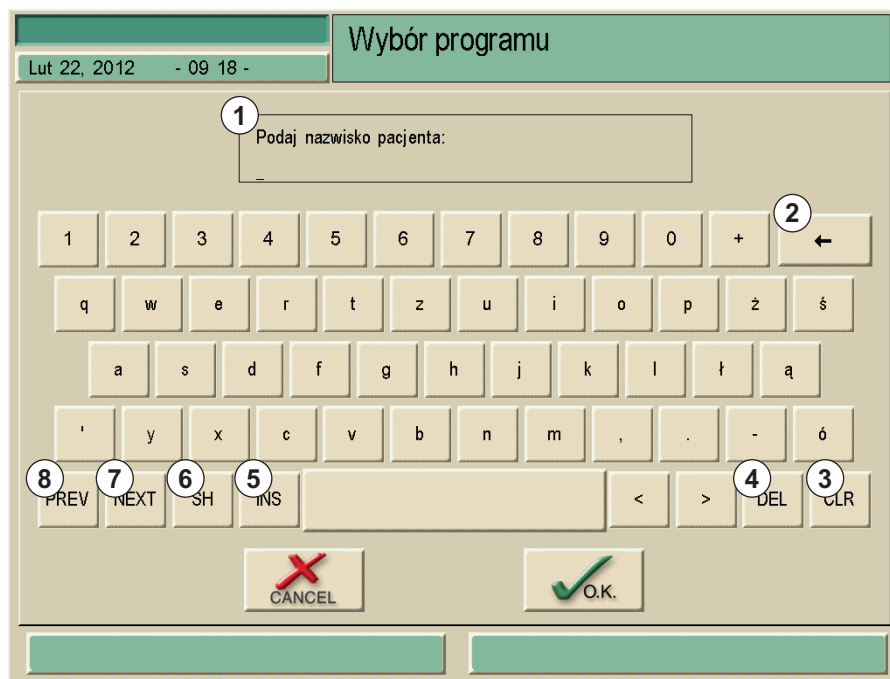 Wybór programu
Lut 22, 2012 - 09 18 -
1
Podaj nazwisko pacjenta:
_
2
1 2 3 4 5 6 7 8 9 0 + ←
q w e r t z u i o p ż ś
a s d f g h j k l ł ą
' y x c v b n m , . - ó
8 7 6 5 4 3
PREV NEXT SH INS < > DEL CLR
CANCEL O.K.